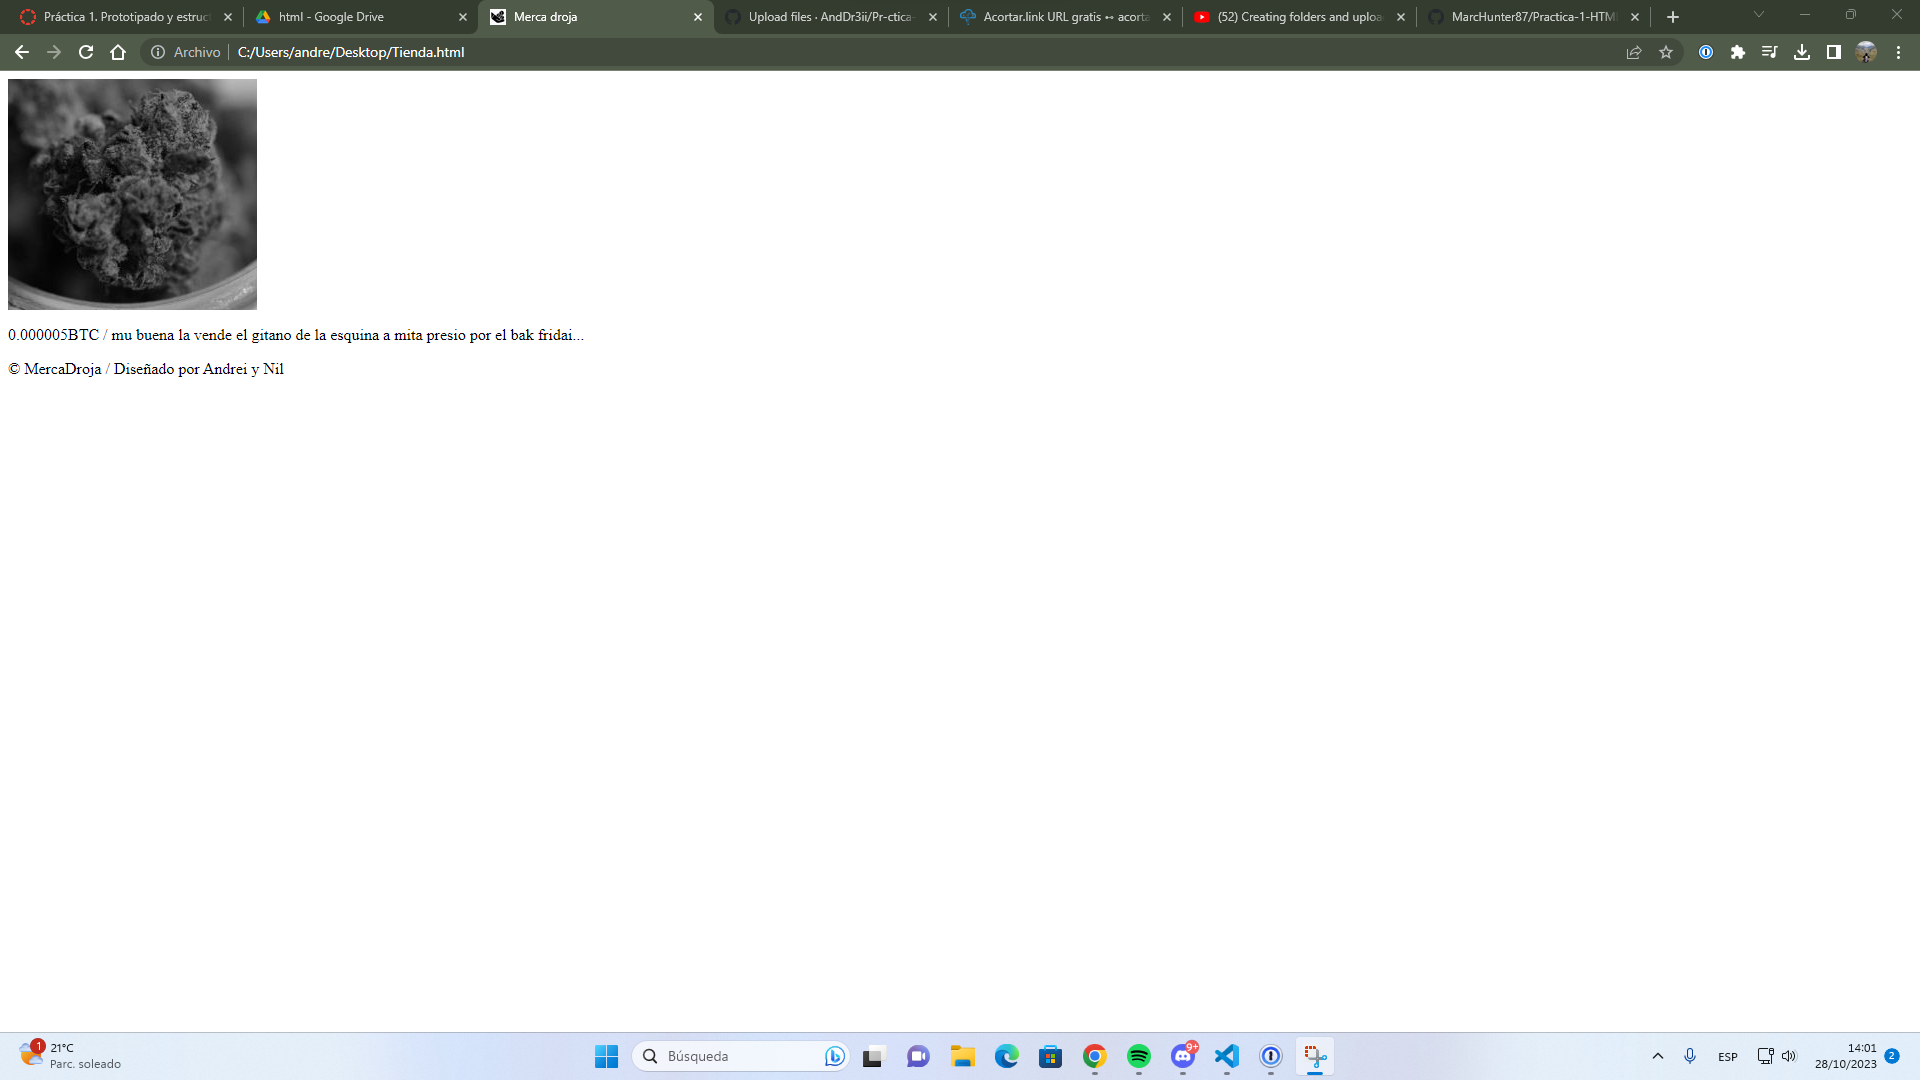 Práctica 1. Prototipado y estruct
html - Google Drive
Merca droja
Upload files · AndDr3ii/Pr-ctica-
Acortar.link URL gratis ↔ acorta
(52) Creating folders and uploa
MarcHunter87/Practica-1-HTM
Archivo
C:/Users/andre/Desktop/Tienda.html
0.000005BTC / mu buena la vende el gitano de la esquina a mita presio por el bak fridai...
© MercaDroja / Diseñado por Andrei y Nil
1
21°C
Parc. soleado
Búsqueda
9+
ESP
14:01
28/10/2023
2